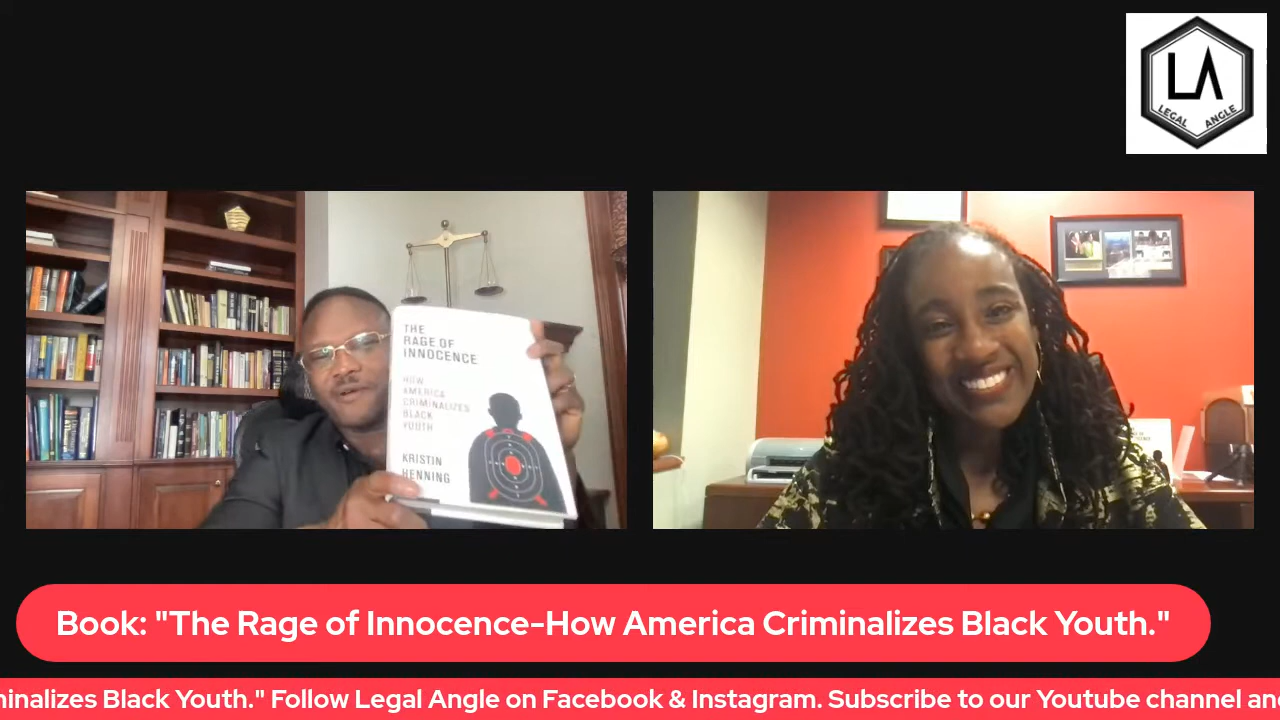 LA
LEGAL ANGLE
THE
RAGE OF
INNOCENCE
HOW
AMERICA
CRIMINALIZES
BLACK
YOUTH
KRISTIN
HENNING
Book: "The Rage of Innocence-How America Criminalizes Black Youth."
minalizes Black Youth." Follow Legal Angle on Facebook & Instagram. Subscribe to our Youtube channel and